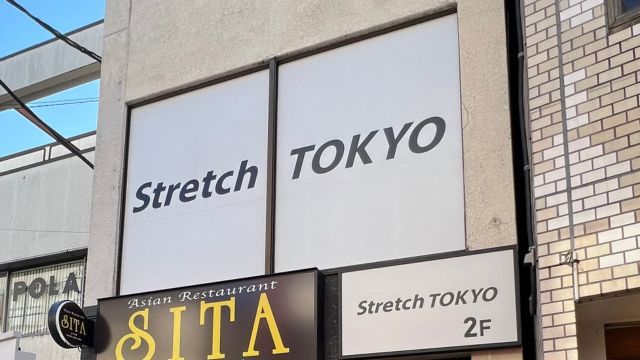 Stretch TOKYO
POLA
Asian Restaurant
SITA
SITA
Stretch TOKYO
2F